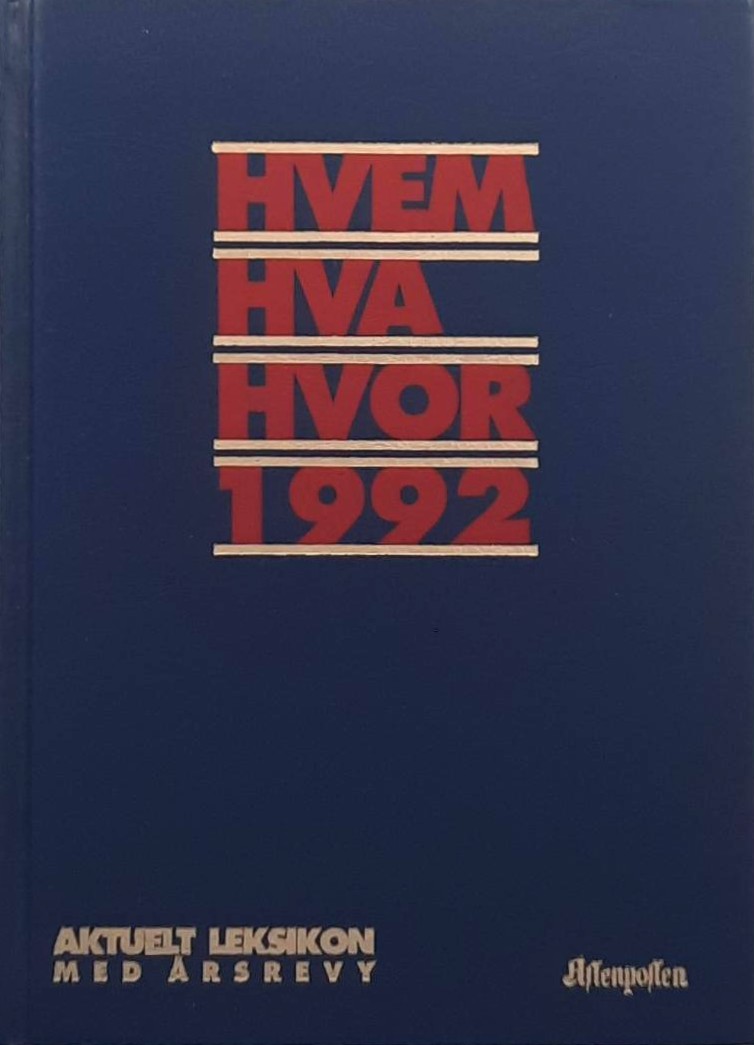 HVEM
HVA
HVOR
1992
AKTUELT LEKSIKON
MED ÅRSREVY
Aftenposten